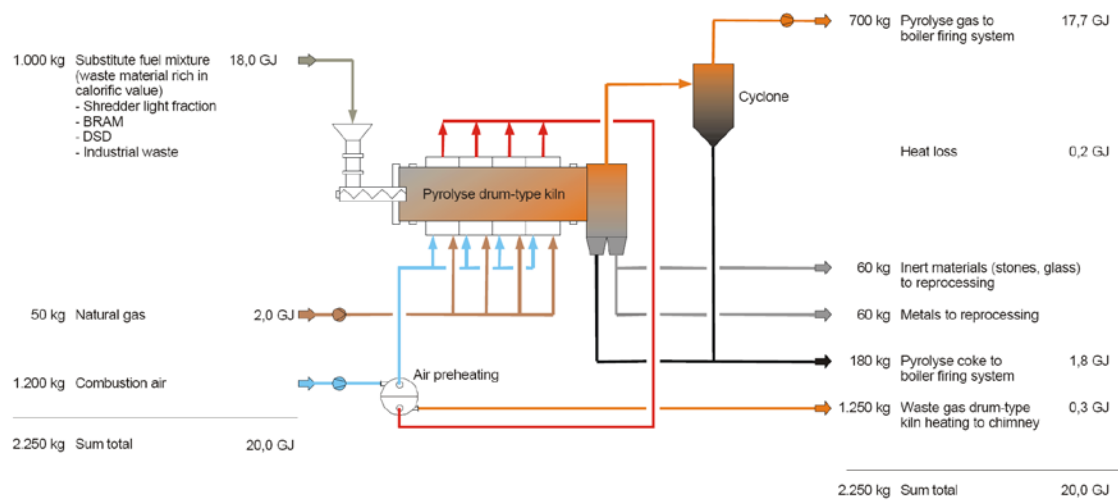 1.000 kg Substitute fuel mixture 18,0 GJ
(waste material rich in
calorific value)
- Shredder light fraction
- BRAM
- DSD
- Industrial waste
50 kg Natural gas 2,0 GJ
1.200 kg Combustion air
2.250 kg Sum total 20,0 GJ
Pyrolyse drum-type kiln
Air preheating
Cyclone
700 kg Pyrolyse gas to 17,7 GJ
boiler firing system
Heat loss 0,2 GJ
60 kg Inert materials (stones, glass)
to reprocessing
60 kg Metals to reprocessing
180 kg Pyrolyse coke to 1,8 GJ
boiler firing system
1.250 kg Waste gas drum-type 0,3 GJ
kiln heating to chimney
2.250 kg Sum total 20,0 GJ